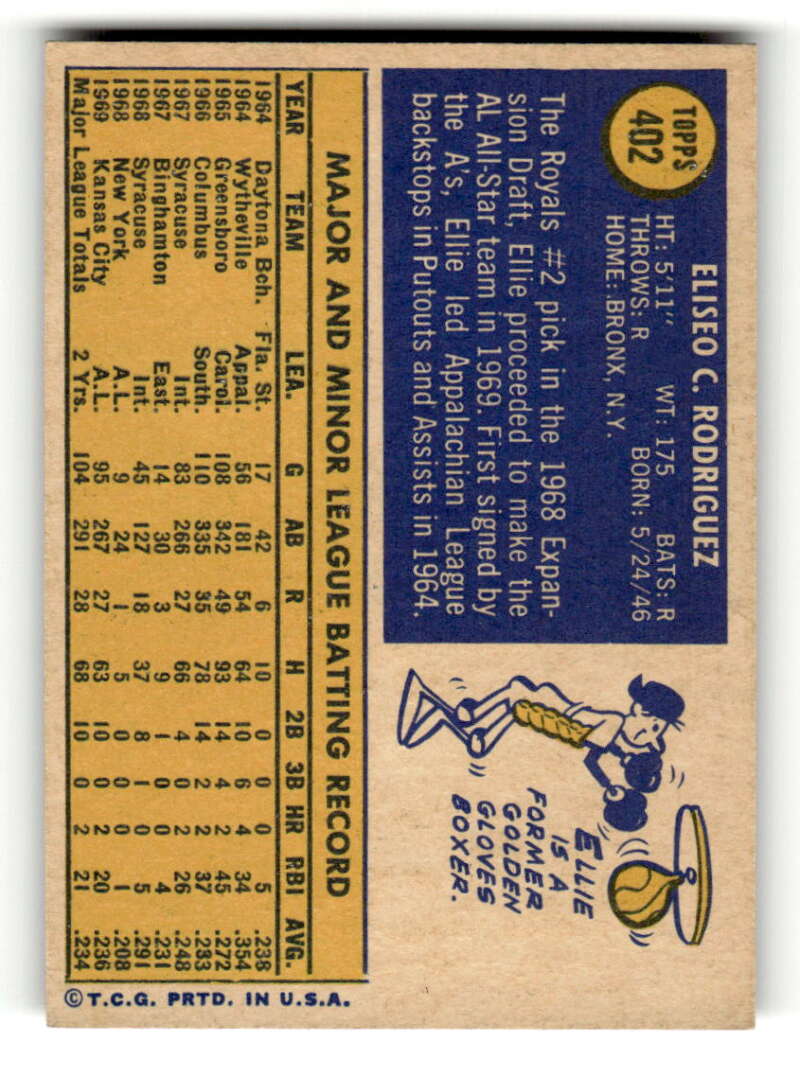 TOPPS
402
ELISEO C. RODRIGUEZ
HT: 5'11" WT: 175 BATS: R
THROWS: R BORN: 5/24/46
HOME: BRONX, N.Y.
The Royals #2 pick in the 1968 Expan-
sion Draft, Ellie proceeded to make the
AL All-Star team in 1969. First signed by
the A's, Ellie led Appalachian League
backstops in Putouts and Assists in 1964.
ELLIE
IS A
FORMER
GOLDEN
GLOVES
BOXER.
MAJOR AND MINOR LEAGUE BATTING RECORD
YEAR TEAM LEA. G AB R H 2B 3B HR RBI AVG.
1964 Daytona Bch. Fla. St. 17 42 6 10 0 0 0 5 .238
1964 Wytheville Appal. 56 181 54 64 10 6 4 34 .354
1965 Greensboro Carol. 108 342 49 93 14 4 2 45 .272
1966 Columbus South. 110 335 35 78 14 2 2 37 .233
1967 Syracuse Int. 83 266 27 66 4 0 2 26 .248
1967 Binghamton East. 14 30 3 9 1 0 0 4 .231
1968 Syracuse Int. 45 127 18 37 8 1 5 5 .291
1968 New York A.L. 9 24 1 5 0 0 0 1 .208
1969 Kansas City A.L. 95 267 27 63 10 0 2 20 .236
Major League Totals 2 Yrs. 104 291 28 68 10 0 2 21 .234
© T.C.G. PRTD. IN U.S.A.